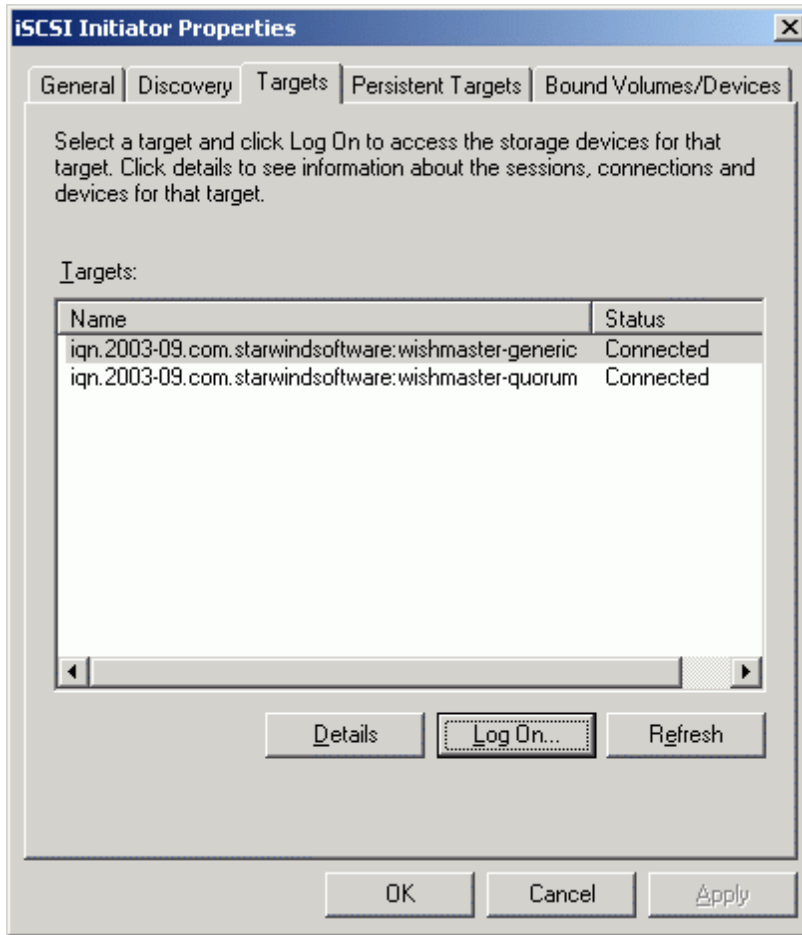 iSCSI Initiator Properties
General Discovery Targets Persistent Targets Bound Volumes/Devices
Select a target and click Log On to access the storage devices for that
target. Click details to see information about the sessions, connections and
devices for that target.
Targets:
Name Status
iqn.2003-09.com.starwindsoftware:wishmaster-generic Connected
iqn.2003-09.com.starwindsoftware:wishmaster-quorum Connected
Details Log On... Refresh
OK Cancel Apply